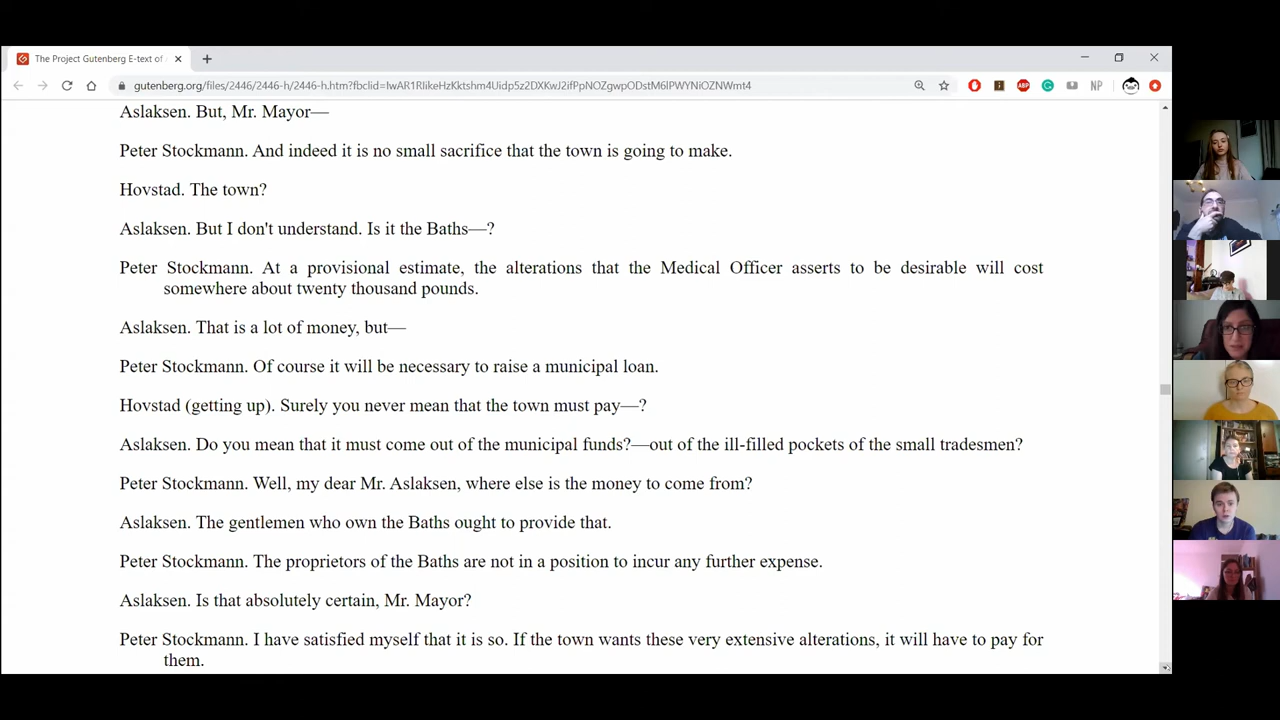 The Project Gutenberg E-text of
gutenberg.org/files/2446/2446-h/2446-h.htm?fbclid=IwAR1RIikeHzKktshm4Uidp5z2DXKwJ2ifPpNOZgwpODstM6lPWYNiOZNWmt4
ABP
NP
Aslaksen. But, Mr. Mayor—
Peter Stockmann. And indeed it is no small sacrifice that the town is going to make.
Hovstad. The town?
Aslaksen. But I don't understand. Is it the Baths—?
Peter Stockmann. At a provisional estimate, the alterations that the Medical Officer asserts to be desirable will cost
somewhere about twenty thousand pounds.
Aslaksen. That is a lot of money, but—
Peter Stockmann. Of course it will be necessary to raise a municipal loan.
Hovstad (getting up). Surely you never mean that the town must pay—?
Aslaksen. Do you mean that it must come out of the municipal funds?—out of the ill-filled pockets of the small tradesmen?
Peter Stockmann. Well, my dear Mr. Aslaksen, where else is the money to come from?
Aslaksen. The gentlemen who own the Baths ought to provide that.
Peter Stockmann. The proprietors of the Baths are not in a position to incur any further expense.
Aslaksen. Is that absolutely certain, Mr. Mayor?
Peter Stockmann. I have satisfied myself that it is so. If the town wants these very extensive alterations, it will have to pay for
them.